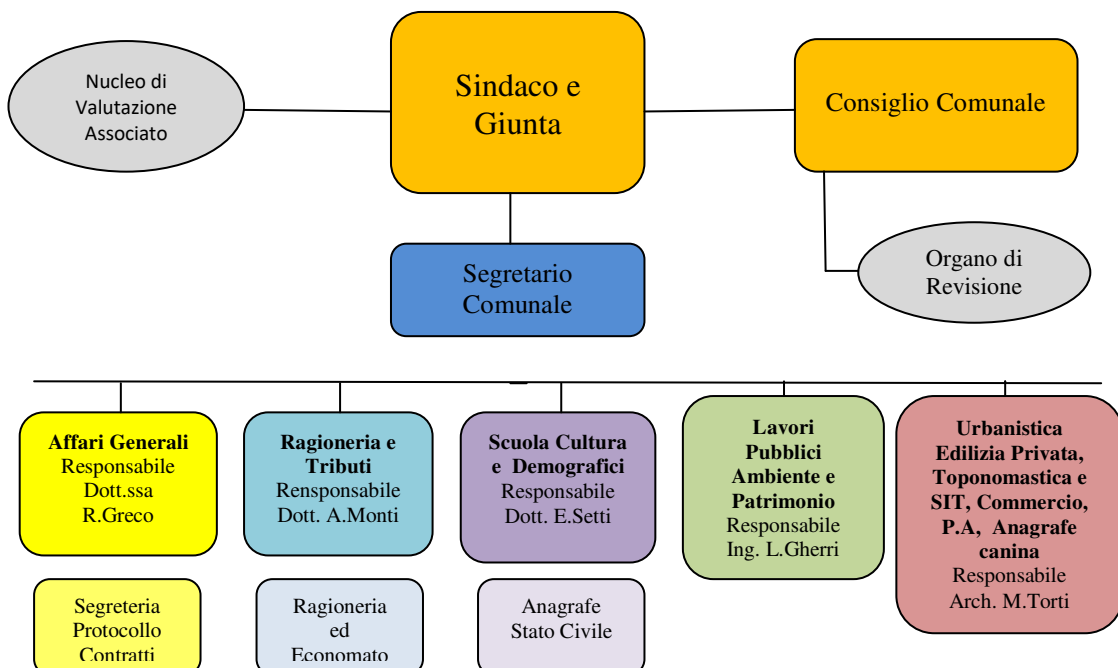 Nucleo di
Valutazione
Associato
Sindaco e
Giunta
Consiglio Comunale
Segretario
Comunale
Organo di
Revisione
Affari Generali
Responsabile
Dott.ssa
R.Greco
Ragioneria e
Tributi
Rensponsabile
Dott. A.Monti
Scuola Cultura
e Demografici
Responsabile
Dott. E.Setti
Lavori
Pubblici
Ambiente e
Patrimonio
Responsabile
Ing. L.Gherri
Urbanistica
Edilizia Privata,
Toponomastica e
SIT, Commercio,
P.A, Anagrafe
canina
Responsabile
Arch. M.Torti
Segreteria
Protocollo
Contratti
Ragioneria
ed
Economato
Anagrafe
Stato Civile